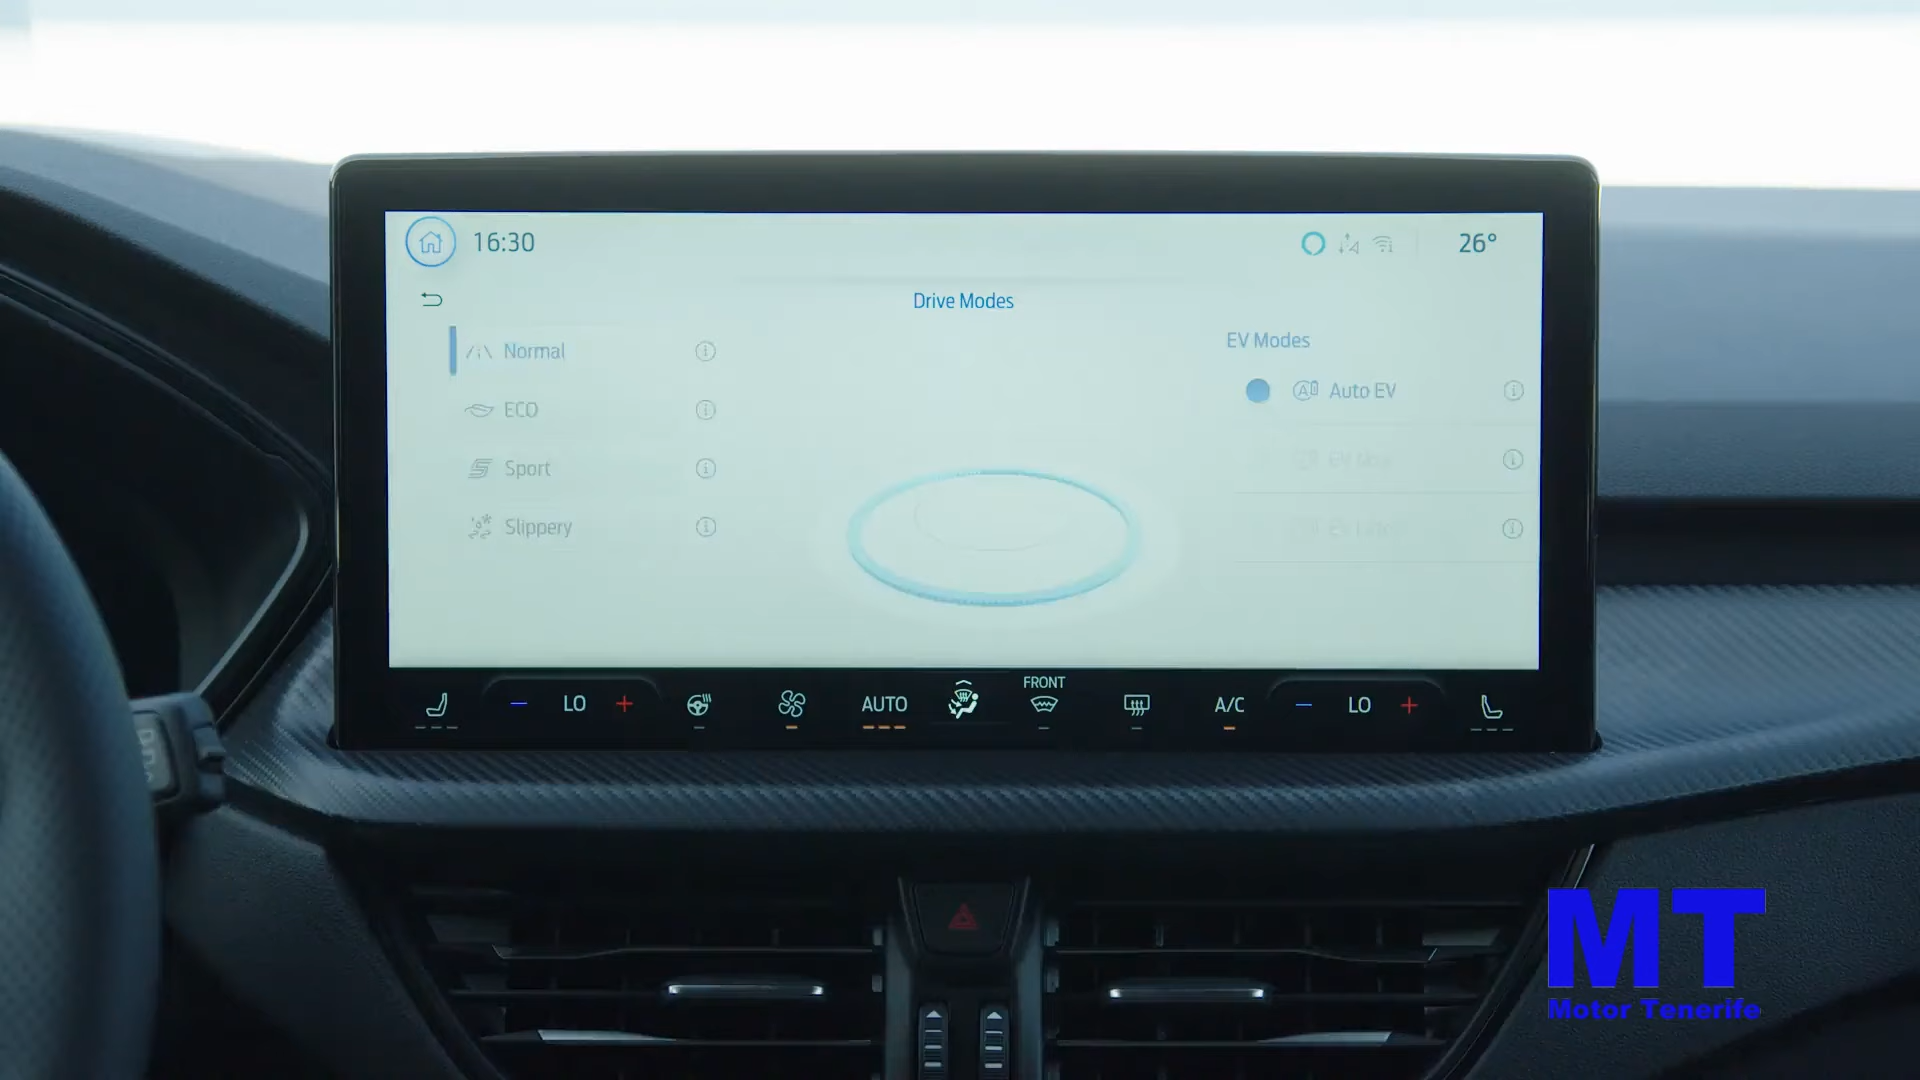 16:30
26°
Drive Modes
Normal
ECO
Sport
Slippery
EV Modes
Auto EV
LO
AUTO
FRONT
A/C
LO
MT
Motor Tenerife